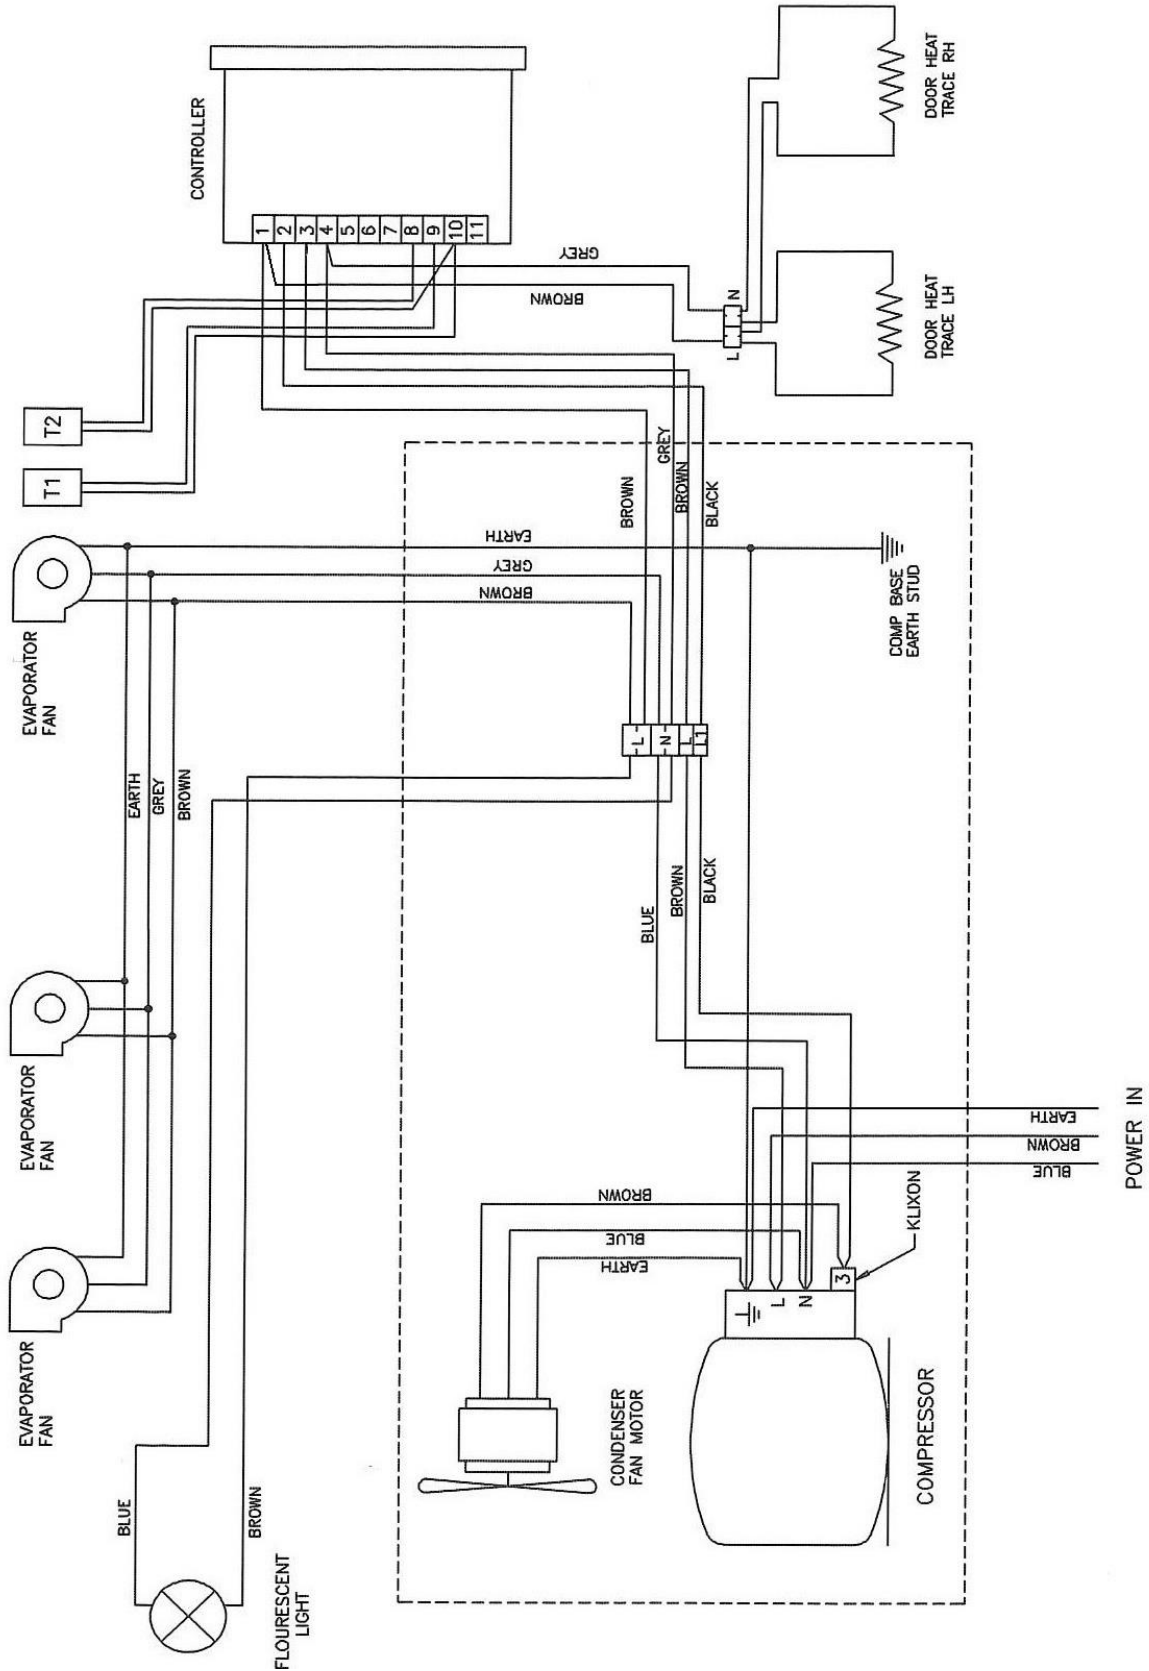 CONTROLLER
1
2
3
4
5
6
7
8
9
10
11
DOOR HEAT
TRACE RH
DOOR HEAT
TRACE LH
GREY
BROWN
N
L
T2
T1
EVAPORATOR
FAN
EARTH
GREY
BROWN
BROWN
GREY
BROWN
BLACK
COMP BASE
EARTH STUD
EARTH
GREY
BROWN
L
N
L
L1
EVAPORATOR
FAN
BLUE
BROWN
BLACK
EVAPORATOR
FAN
BLUE
BROWN
FLOURESCENT
LIGHT
BROWN
BLUE
EARTH
CONDENSER
FAN MOTOR
L
N
3
KLIXON
COMPRESSOR
EARTH
BROWN
BLUE
POWER IN